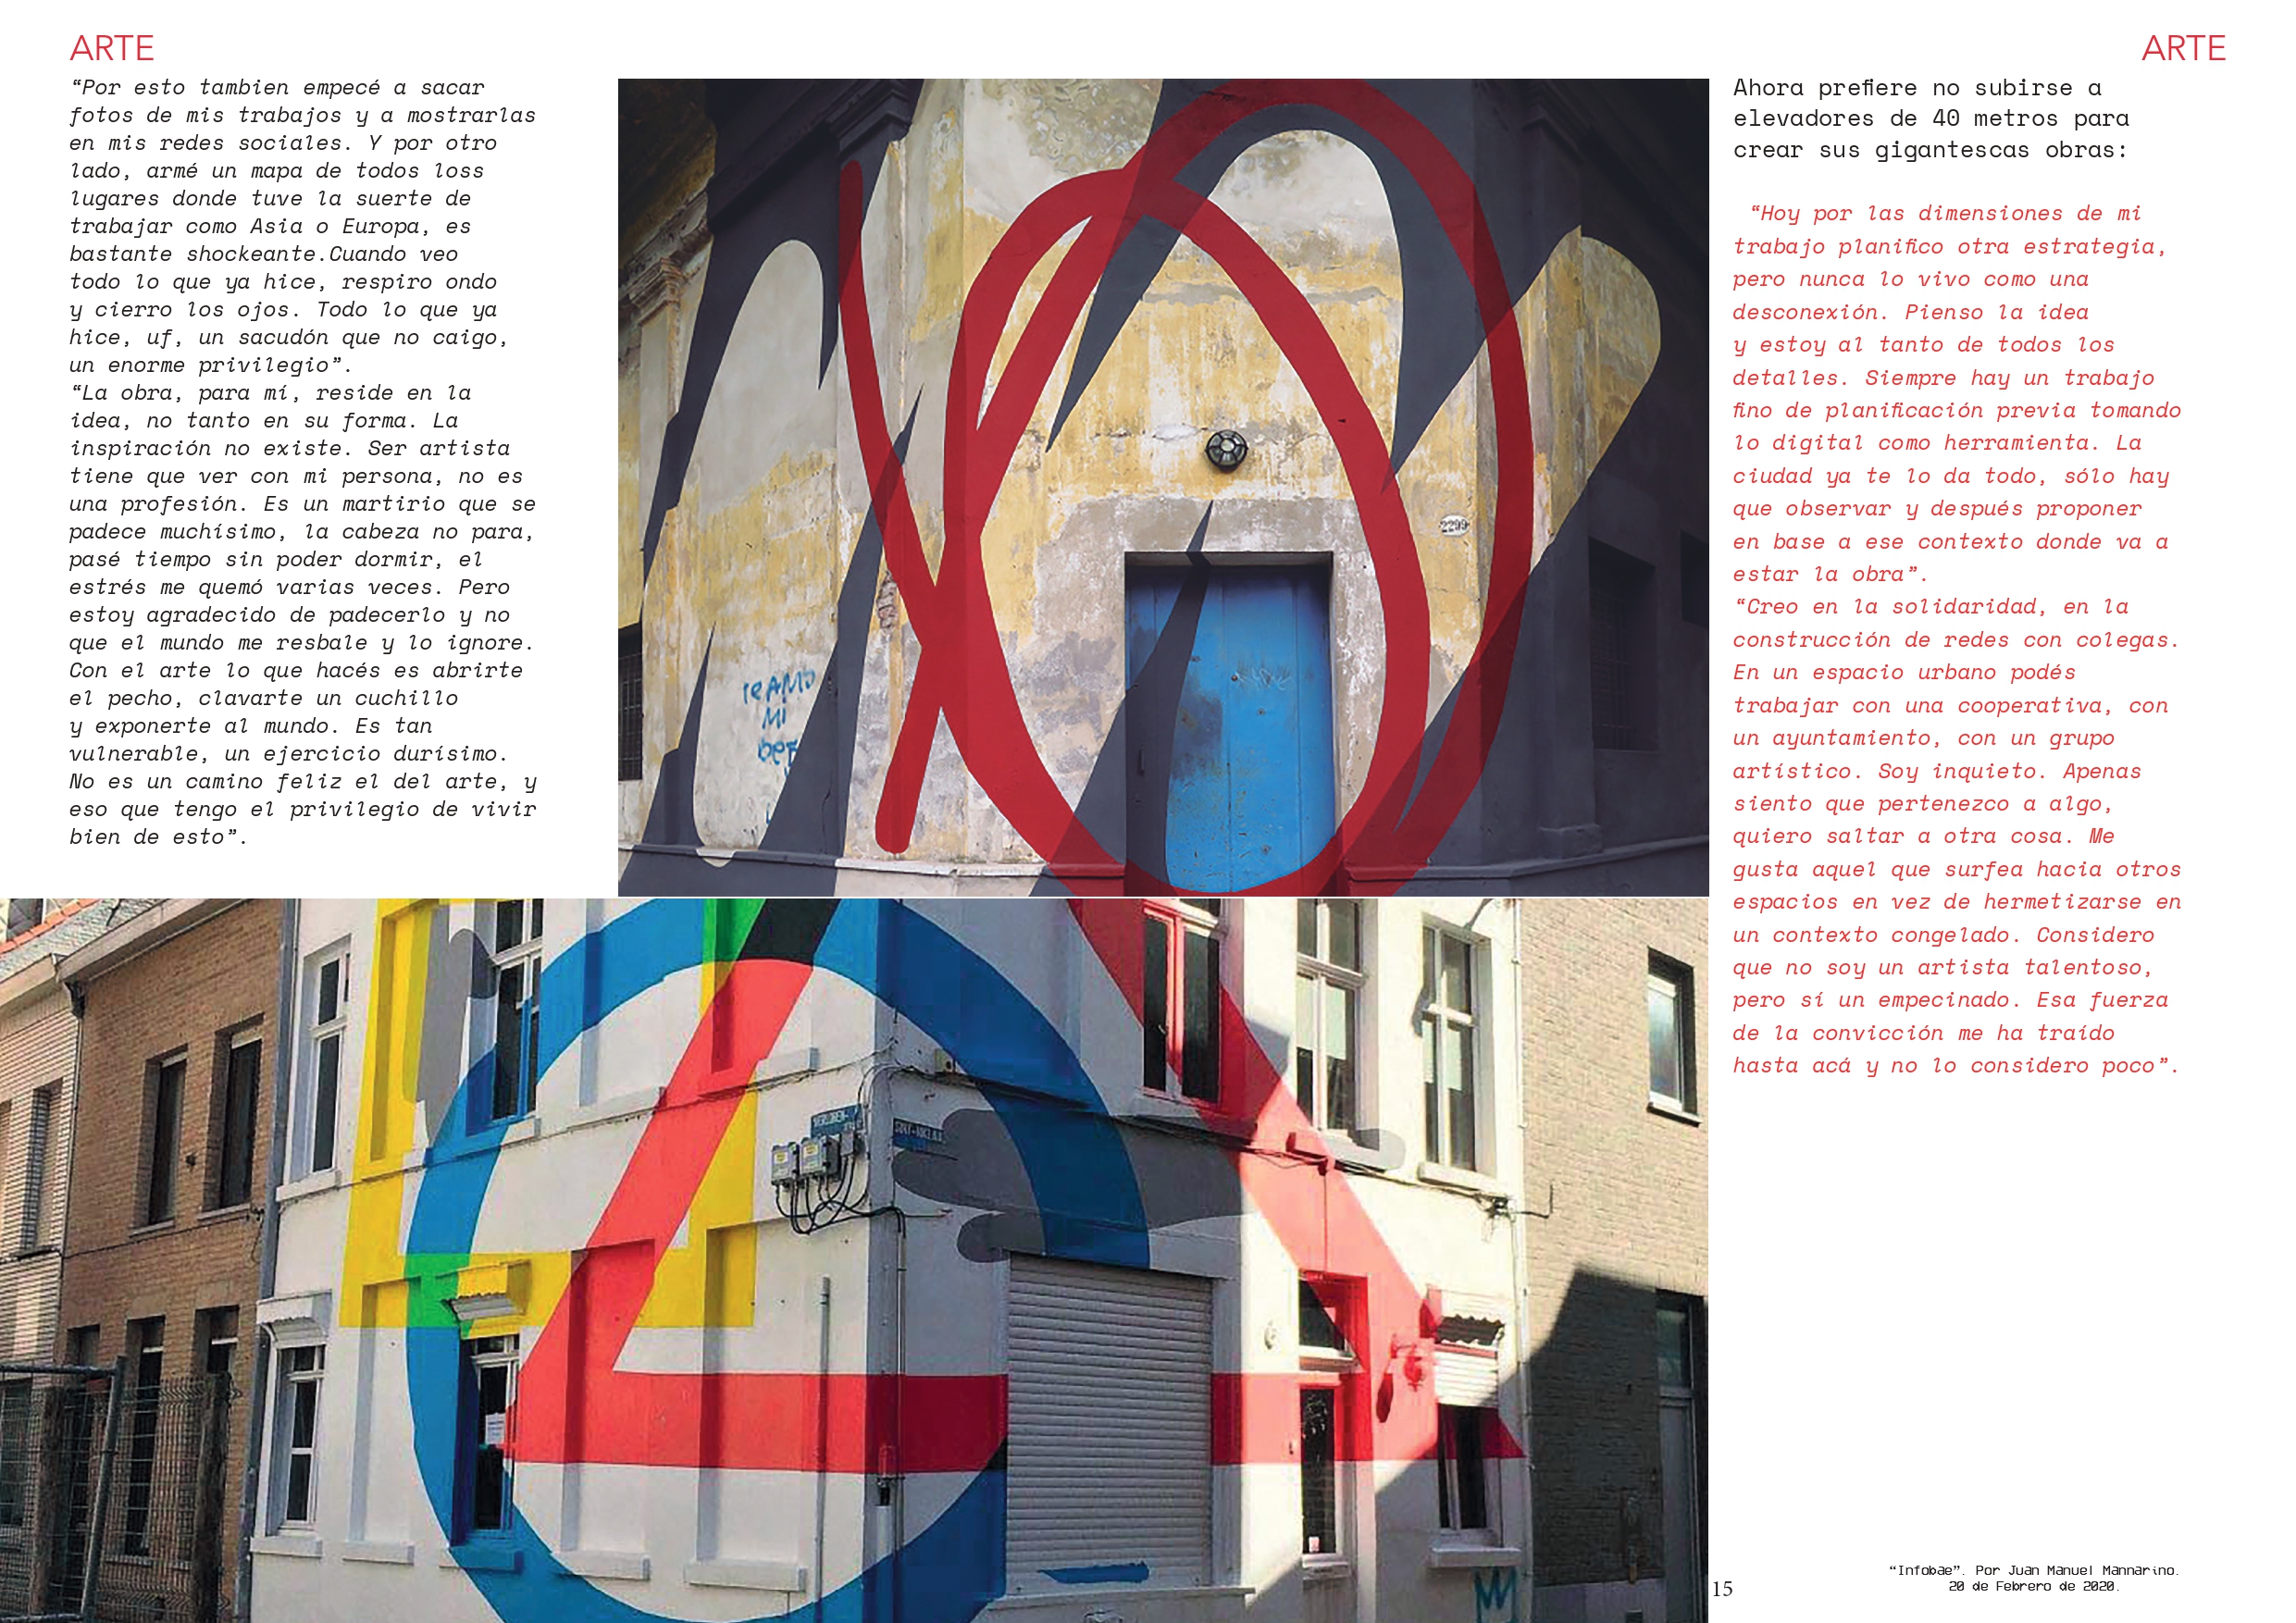 ARTE
“Por esto tambien empecé a sacar
fotos de mis trabajos y a mostrarlas
en mis redes sociales. Y por otro
lado, armé un mapa de todos loss
lugares donde tuve la suerte de
trabajar como Asia o Europa, es
bastante shockeante.Cuando veo
todo lo que ya hice, respiro ondo
y cierro los ojos. Todo lo que ya
hice, uf, un sacudón que no caigo,
un enorme privilegio”.
“La obra, para mí, reside en la
idea, no tanto en su forma. La
inspiración no existe. Ser artista
tiene que ver con mi persona, no es
una profesión. Es un martirio que se
padece muchísimo, la cabeza no para,
pasé tiempo sin poder dormir, el
estrés me quemó varias veces. Pero
estoy agradecido de padecerlo y no
que el mundo me resbale y lo ignore.
Con el arte lo que hacés es abrirte
el pecho, clavarte un cuchillo
y exponerte al mundo. Es tan
vulnerable, un ejercicio durísimo.
No es un camino feliz el del arte, y
eso que tengo el privilegio de vivir
bien de esto”.
2299
TE AMO
MI
ARTE
Ahora prefiere no subirse a
elevadores de 40 metros para
crear sus gigantescas obras:
“Hoy por las dimensiones de mi
trabajo planifico otra estrategia,
pero nunca lo vivo como una
desconexión. Pienso la idea
y estoy al tanto de todos los
detalles. Siempre hay un trabajo
fino de planificación previa tomando
lo digital como herramienta. La
ciudad ya te lo da todo, sólo hay
que observar y después proponer
en base a ese contexto donde va a
estar la obra”.
“Creo en la solidaridad, en la
construcción de redes con colegas.
En un espacio urbano podés
trabajar con una cooperativa, con
un ayuntamiento, con un grupo
artístico. Soy inquieto. Apenas
siento que pertenezco a algo,
quiero saltar a otra cosa. Me
gusta aquel que surfea hacia otros
espacios en vez de hermetizarse en
un contexto congelado. Considero
que no soy un artista talentoso,
pero sí un empecinado. Esa fuerza
de la convicción me ha traído
hasta acá y no lo considero poco”.
15
“Infobae”. Por Juan Manuel Mannarino.
20 de Febrero de 2020.